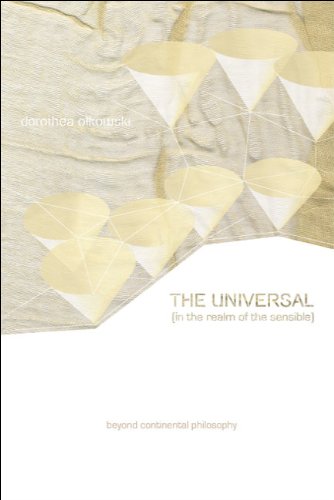 dorothea olkowski
THE UNIVERSAL
(in the realm of the sensible)
beyond continental philosophy